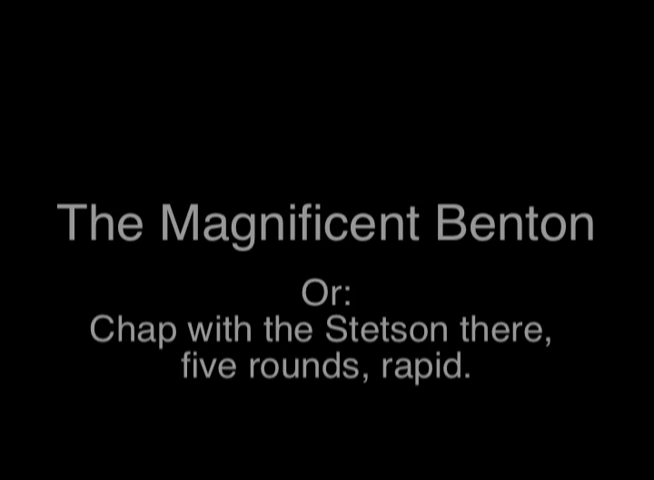 The Magnificent Benton
Or:
Chap with the Stetson there,
five rounds, rapid.